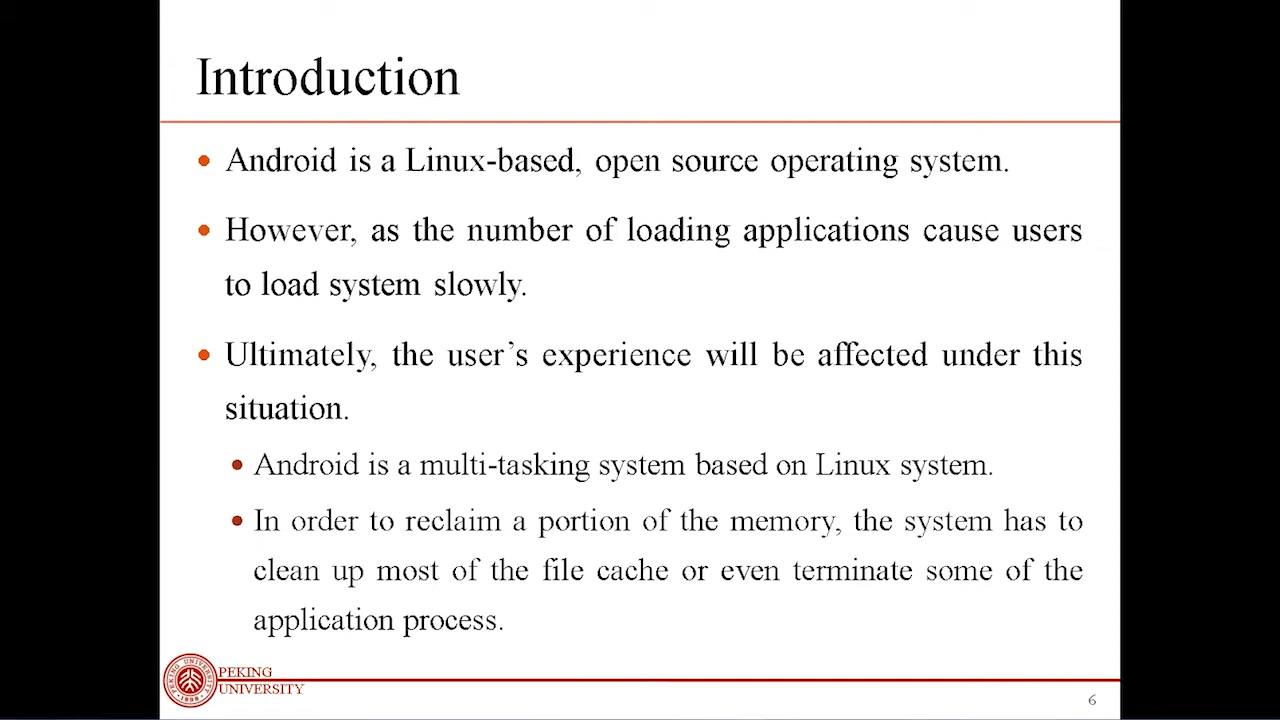 Introduction
Android is a Linux-based, open source operating system.
However, as the number of loading applications cause users
to load system slowly.
Ultimately, the user’s experience will be affected under this
situation.
Android is a multi-tasking system based on Linux system.
In order to reclaim a portion of the memory, the system has to
clean up most of the file cache or even terminate some of the
application process.
PEKING UNIVERSITY
1898
PEKING
UNIVERSITY
6